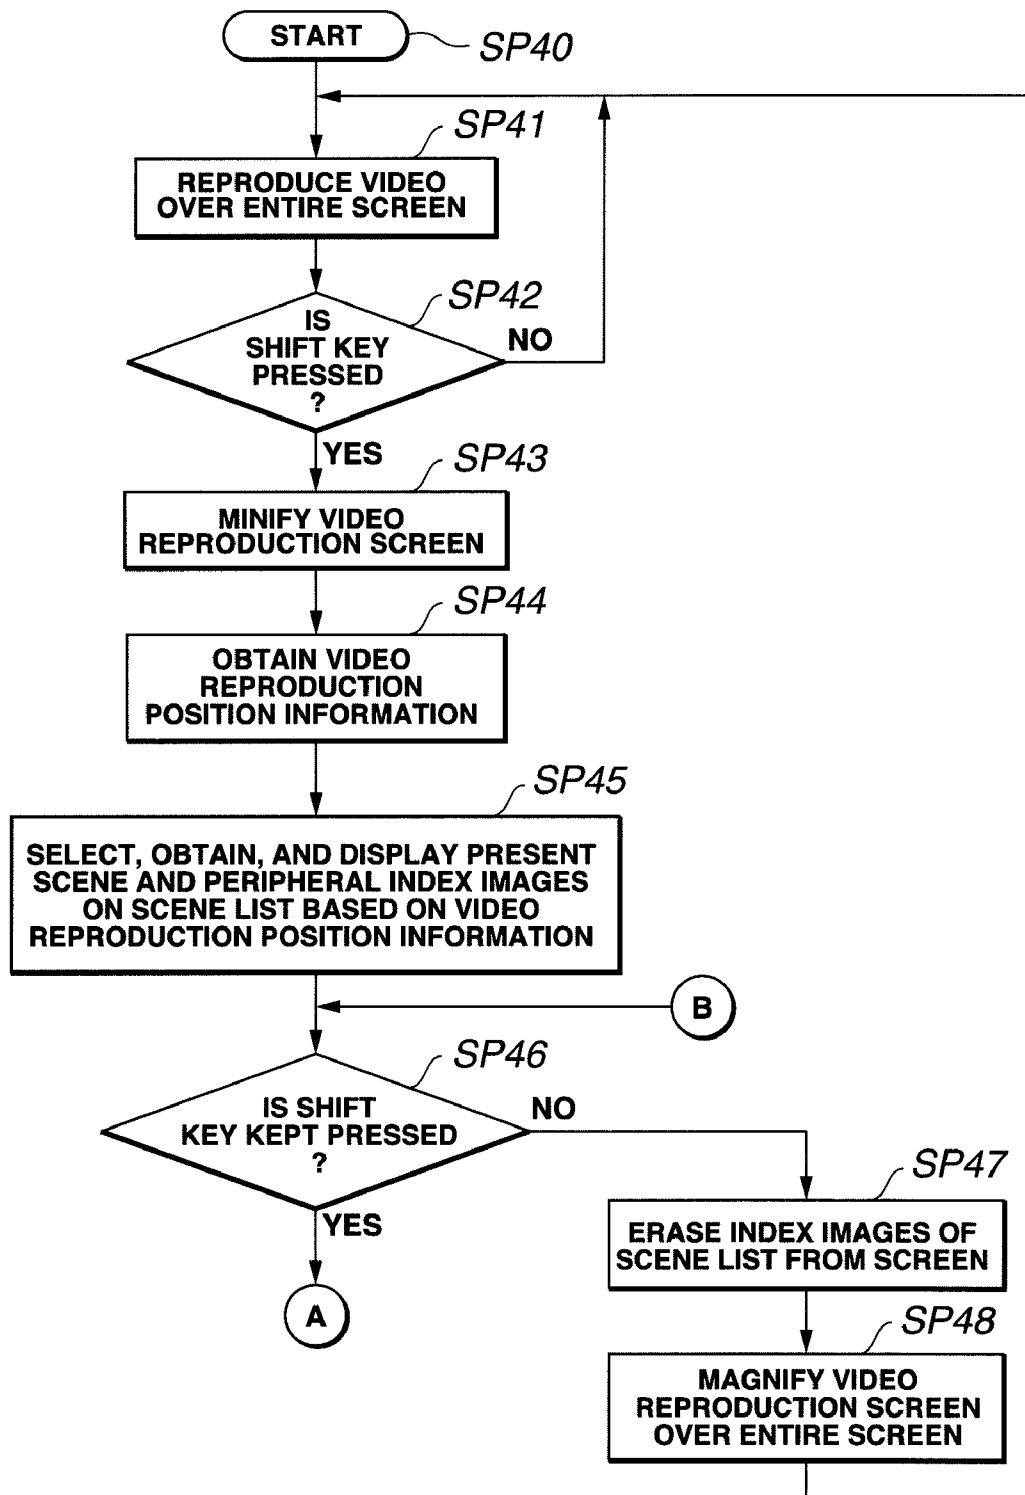 START
SP40
SP41
REPRODUCE VIDEO
OVER ENTIRE SCREEN
SP42
IS
SHIFT KEY
PRESSED
?
NO
YES
SP43
MINIFY VIDEO
REPRODUCTION SCREEN
SP44
OBTAIN VIDEO
REPRODUCTION
POSITION INFORMATION
SP45
SELECT, OBTAIN, AND DISPLAY PRESENT
SCENE AND PERIPHERAL INDEX IMAGES
ON SCENE LIST BASED ON VIDEO
REPRODUCTION POSITION INFORMATION
B
SP46
IS SHIFT
KEY KEPT PRESSED
?
NO
YES
A
SP47
ERASE INDEX IMAGES OF
SCENE LIST FROM SCREEN
SP48
MAGNIFY VIDEO
REPRODUCTION SCREEN
OVER ENTIRE SCREEN